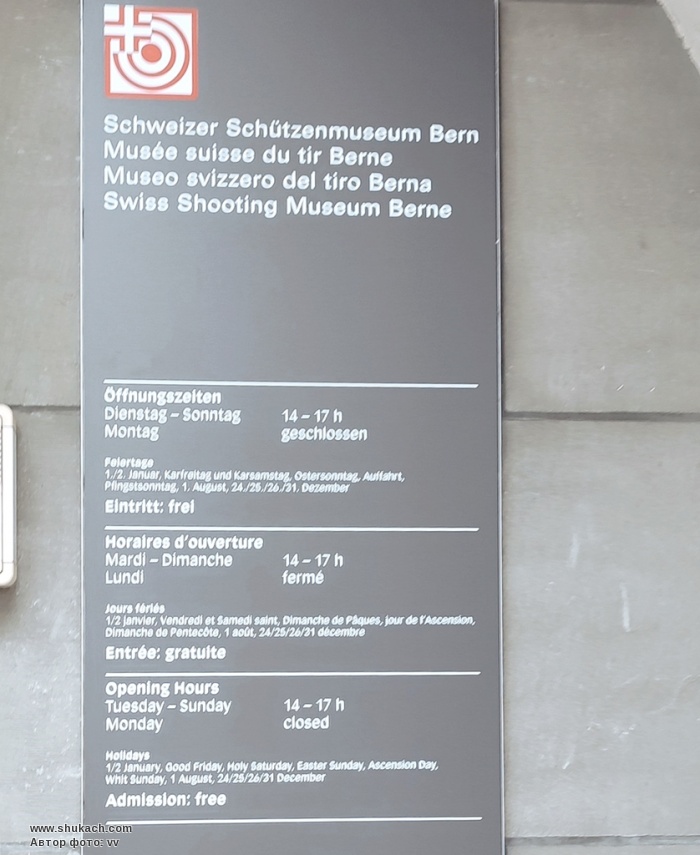 Schweizer Schützenmuseum Bern
Musée suisse du tir Berne
Museo svizzero del tiro Berna
Swiss Shooting Museum Berne
Öffnungszeiten
Dienstag – Sonntag 14 – 17 h
Montag geschlossen
Feiertage
1./2. Januar, Karfreitag und Karsamstag, Ostersonntag, Auffahrt,
Pfingstsonntag, 1. August, 24./25./26./31. Dezember
Eintritt: frei
Horaires d'ouverture
Mardi – Dimanche 14 – 17 h
Lundi fermé
Jours fériés
1/2 janvier, Vendredi et Samedi saint, Dimanche de Pâques, jour de l'Ascension,
Dimanche de Pentecôte, 1 août, 24/25/26/31 décembre
Entrée: gratuite
Opening Hours
Tuesday – Sunday 14 – 17 h
Monday closed
Holidays
1/2 January, Good Friday, Holy Saturday, Easter Sunday, Ascension Day,
Whit Sunday, 1 August, 24/25/26/31 December
Admission: free
www.shukach.com
Автор фото: vv